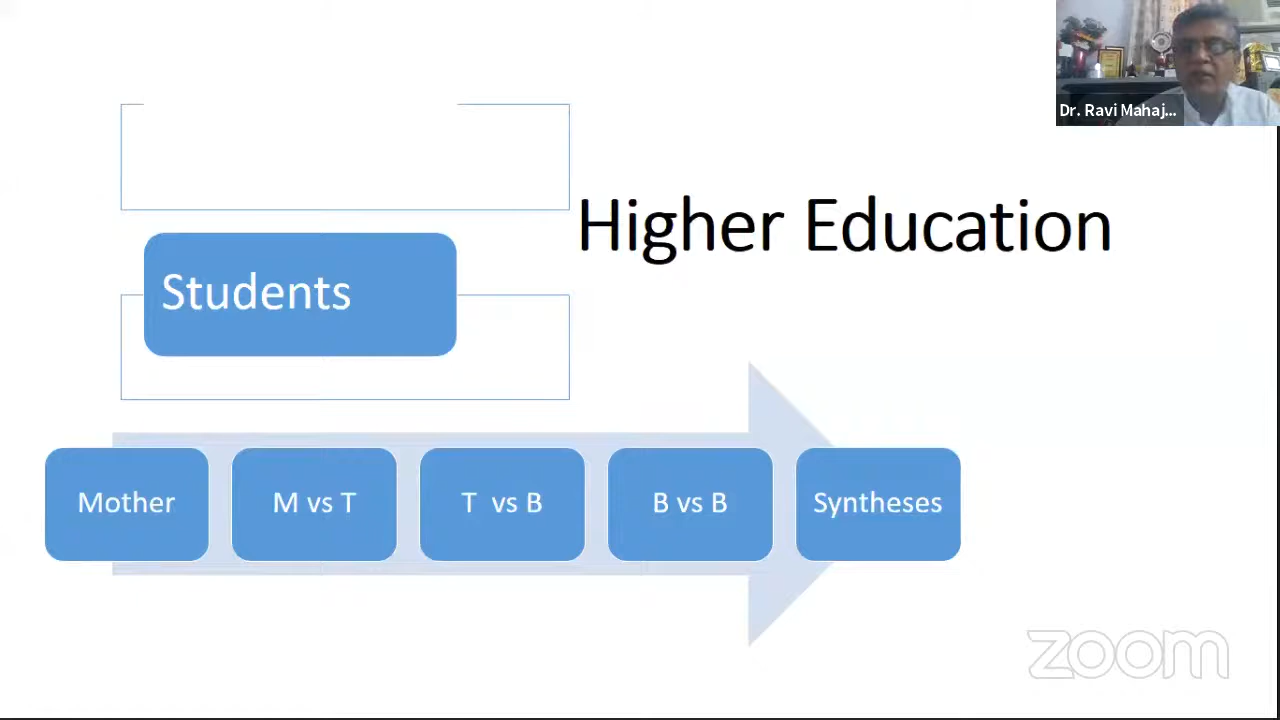 Dr. Ravi Mahaj...
Higher Education
Students
Mother
M vs T
T vs B
B vs B
Syntheses
zoom